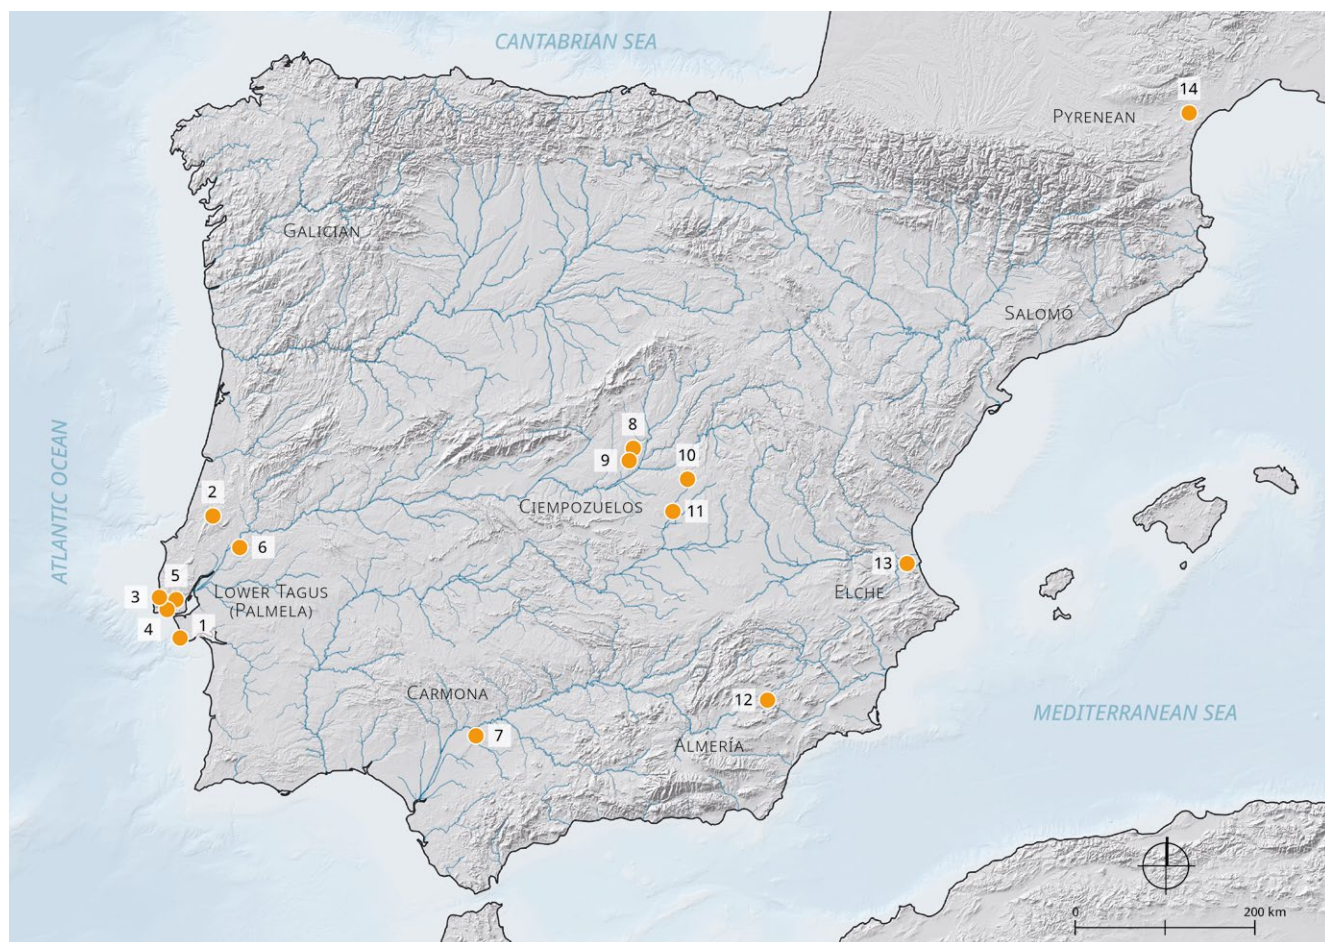 CANTABRIAN SEA
14
PYRENEAN
GALICIAN
SALOMÓ
ATLANTIC OCEAN
8
9
10
2
CIEMPOZUELOS
11
6
13
5
3
LOWER TAGUS
(PALMELA)
ELCHE
4
1
CARMONA
12
MEDITERRANEAN SEA
7
ALMERÍA
0
200 km